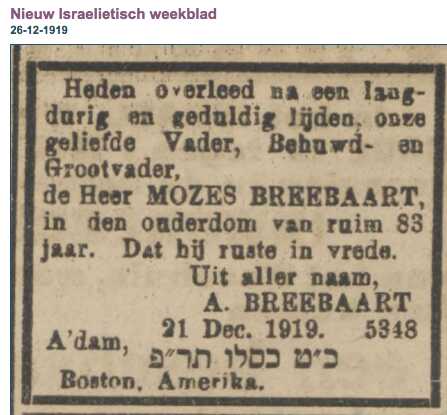 Nieuw Israelietisch weekblad
26-12-1919
Heden overleed na een lang-
durig en geduldig lijden, onze
geliefde Vader, Behuwd- en
Grootvader,
de Heer MOZES BREEBAART,
in den ouderdom van ruim 83
jaar. Dat hij ruste in vrede.
Uit aller naam,
A. BREEBAART
A'dam, 21 Dec. 1919. 5348
כ״ט כסלו תר״פ
Boston, Amerika.